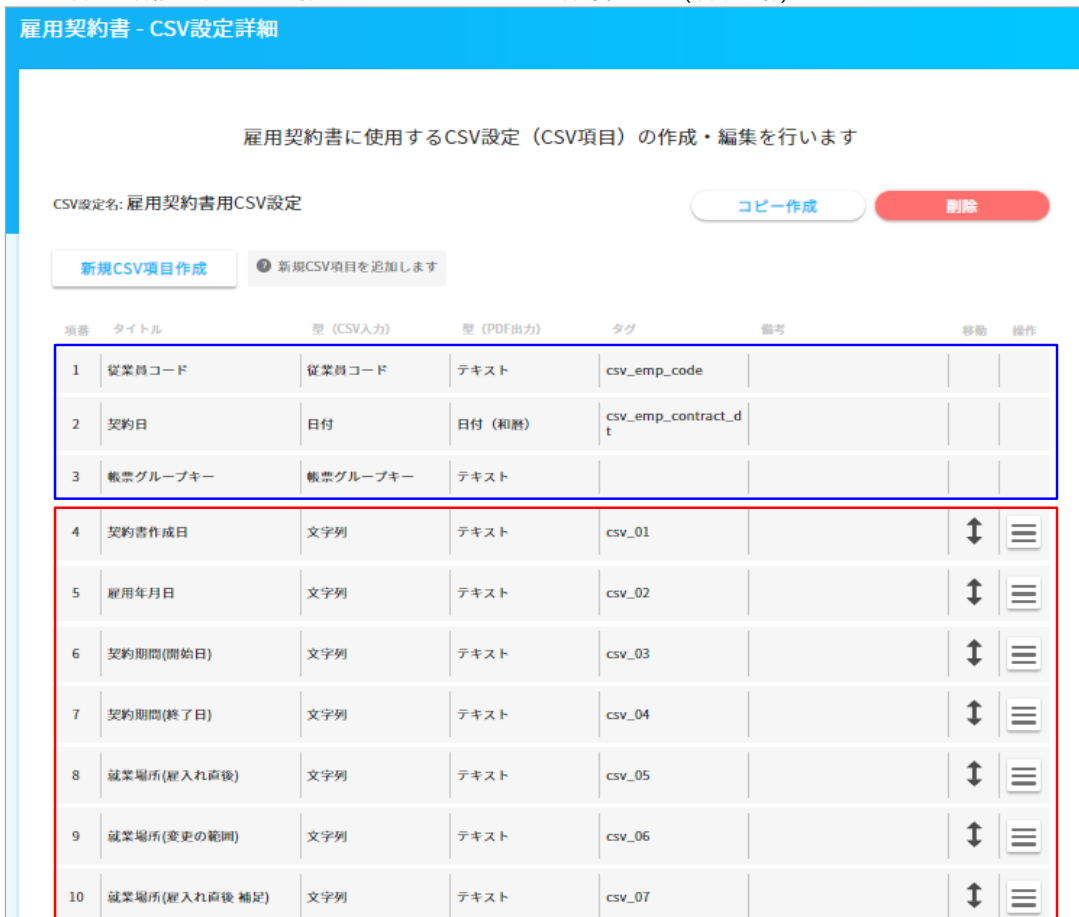 雇用契約書 - CSV設定詳細
雇用契約書に使用するCSV設定（CSV項目）の作成・編集を行います
CSV設定名: 雇用契約書用CSV設定
コピー作成
削除
新規CSV項目作成
新規CSV項目を追加します
項番 タイトル 型（CSV入力） 型（PDF出力） タグ 備考 移動 操作
1 従業員コード 従業員コード テキスト csv_emp_code
2 契約日 日付 日付（和暦） csv_emp_contract_d
t
3 帳票グループキー 帳票グループキー テキスト
4 契約書作成日 文字列 テキスト csv_01
5 雇用年月日 文字列 テキスト csv_02
6 契約期間(開始日) 文字列 テキスト csv_03
7 契約期間(終了日) 文字列 テキスト csv_04
8 就業場所(雇入れ直後) 文字列 テキスト csv_05
9 就業場所(変更の範囲) 文字列 テキスト csv_06
10 就業場所(雇入れ直後 補足) 文字列 テキスト csv_07